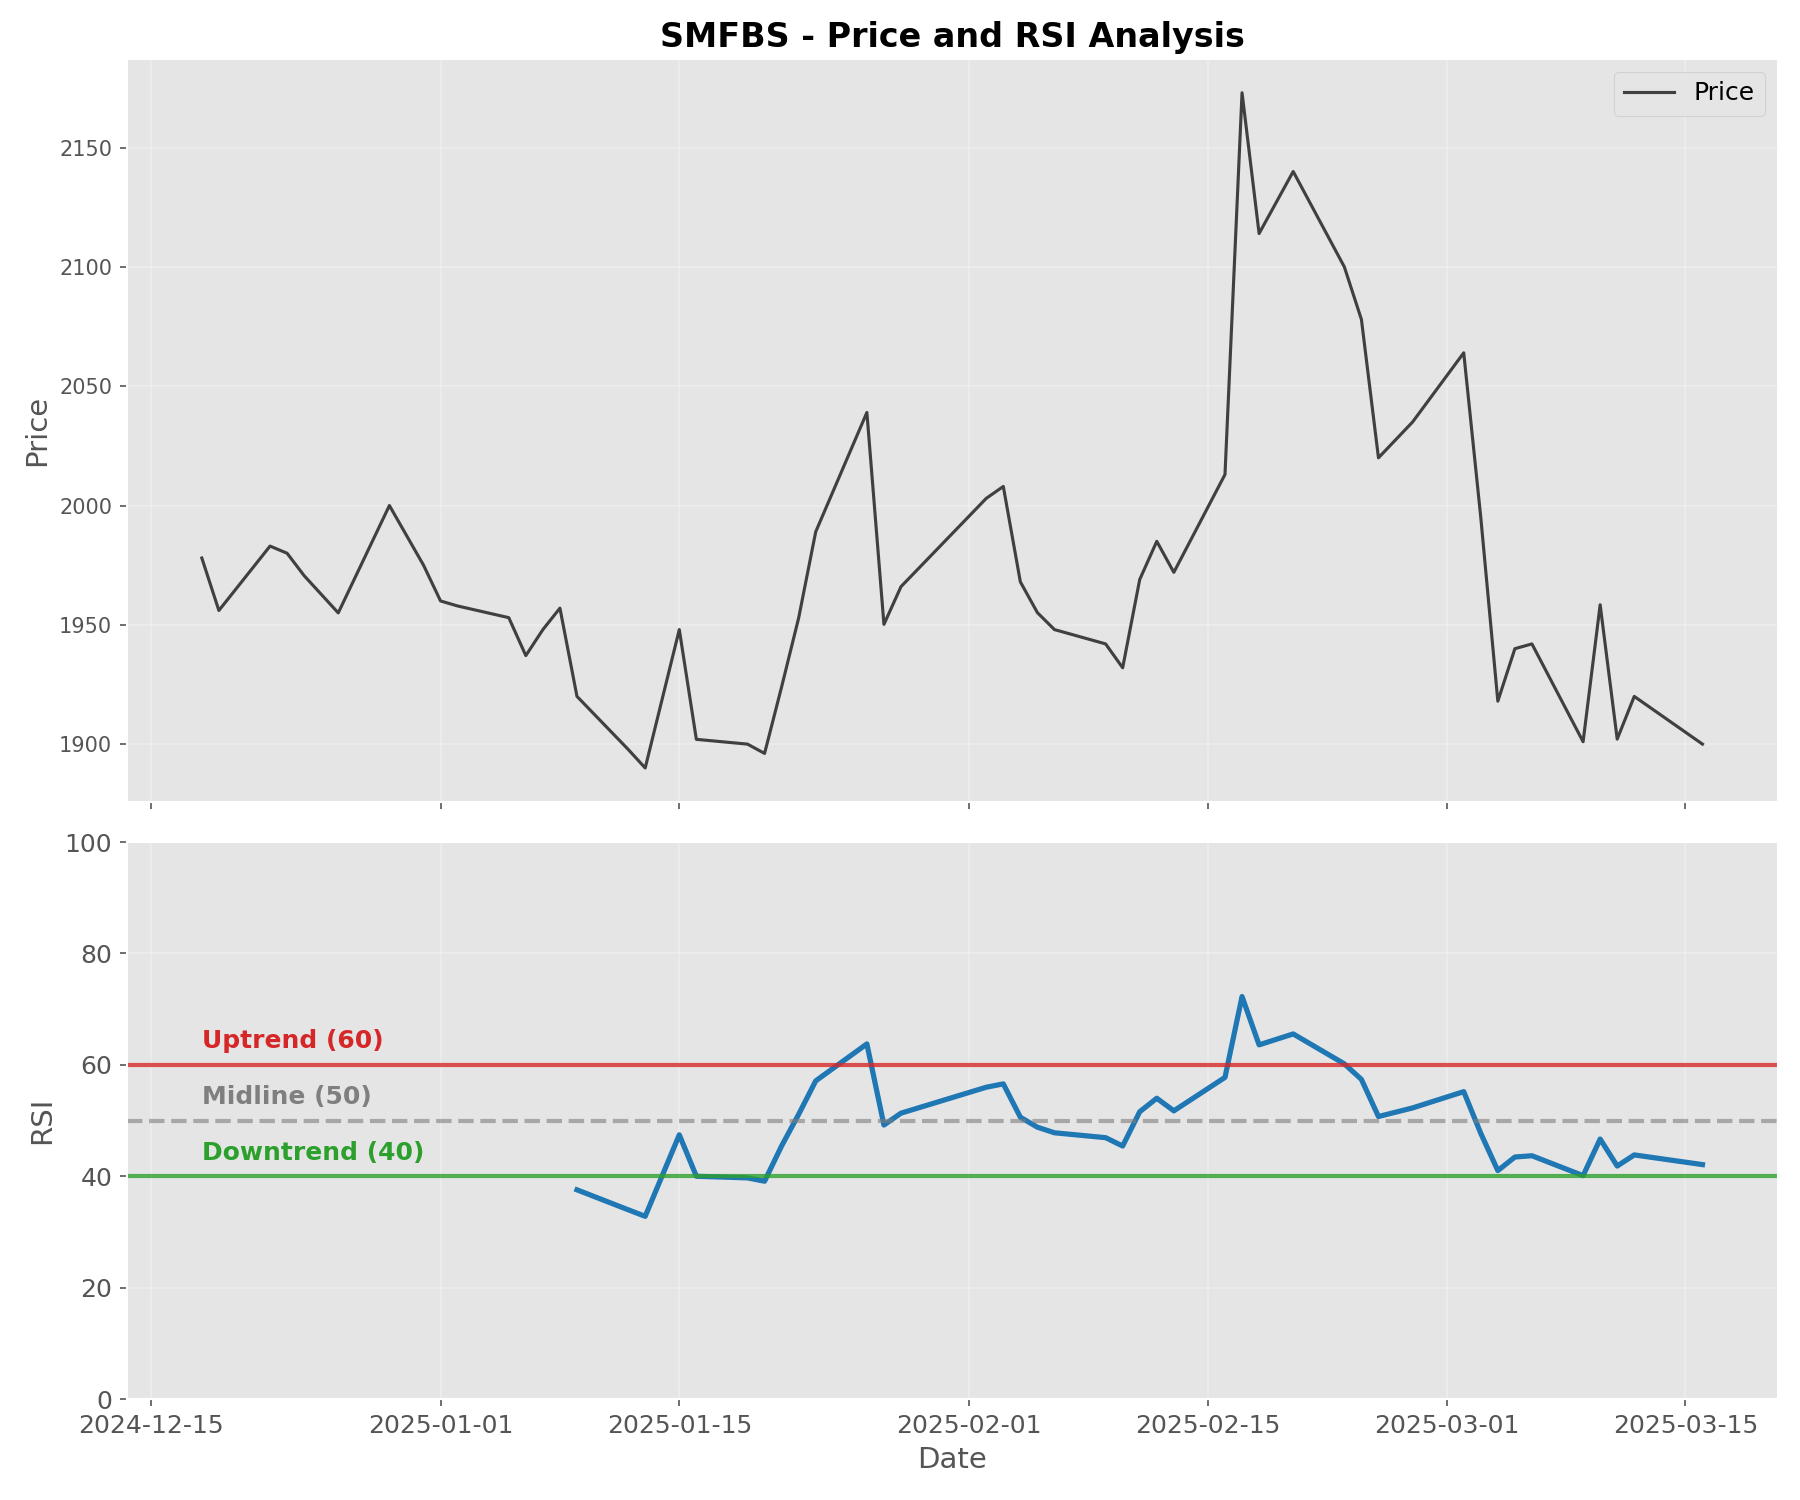 SMFBS - Price and RSI Analysis
Price
2150
2100
2050
2000
1950
1900
Price
100
80
60
40
20
0
RSI
Uptrend (60)
Midline (50)
Downtrend (40)
2024-12-15
2025-01-01
2025-01-15
2025-02-01
2025-02-15
2025-03-01
2025-03-15
Date